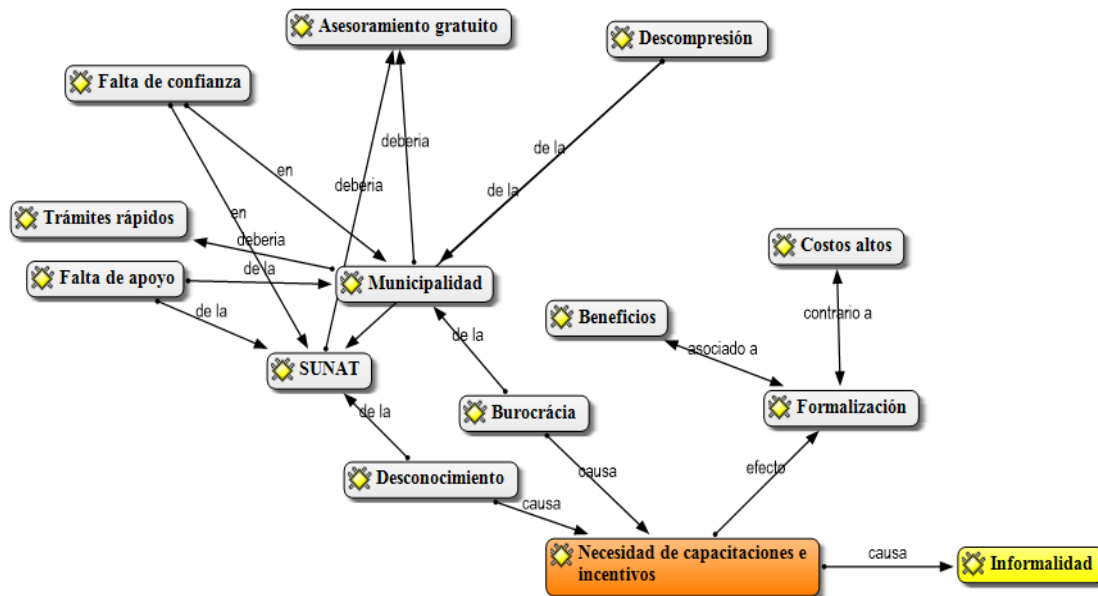 Asesoramiento gratuito
Descompresión
Falta de confianza
deberia
de la
en
deberia
de la
Trámites rápidos
en
deberia
Costos altos
Falta de apoyo
de la
Municipalidad
contrario a
de la
Beneficios
asociado a
SUNAT
de la
Burocrácia
Formalización
de la
Desconocimiento
causa
efecto
causa
Necesidad de capacitaciones e
incentivos
causa
Informalidad